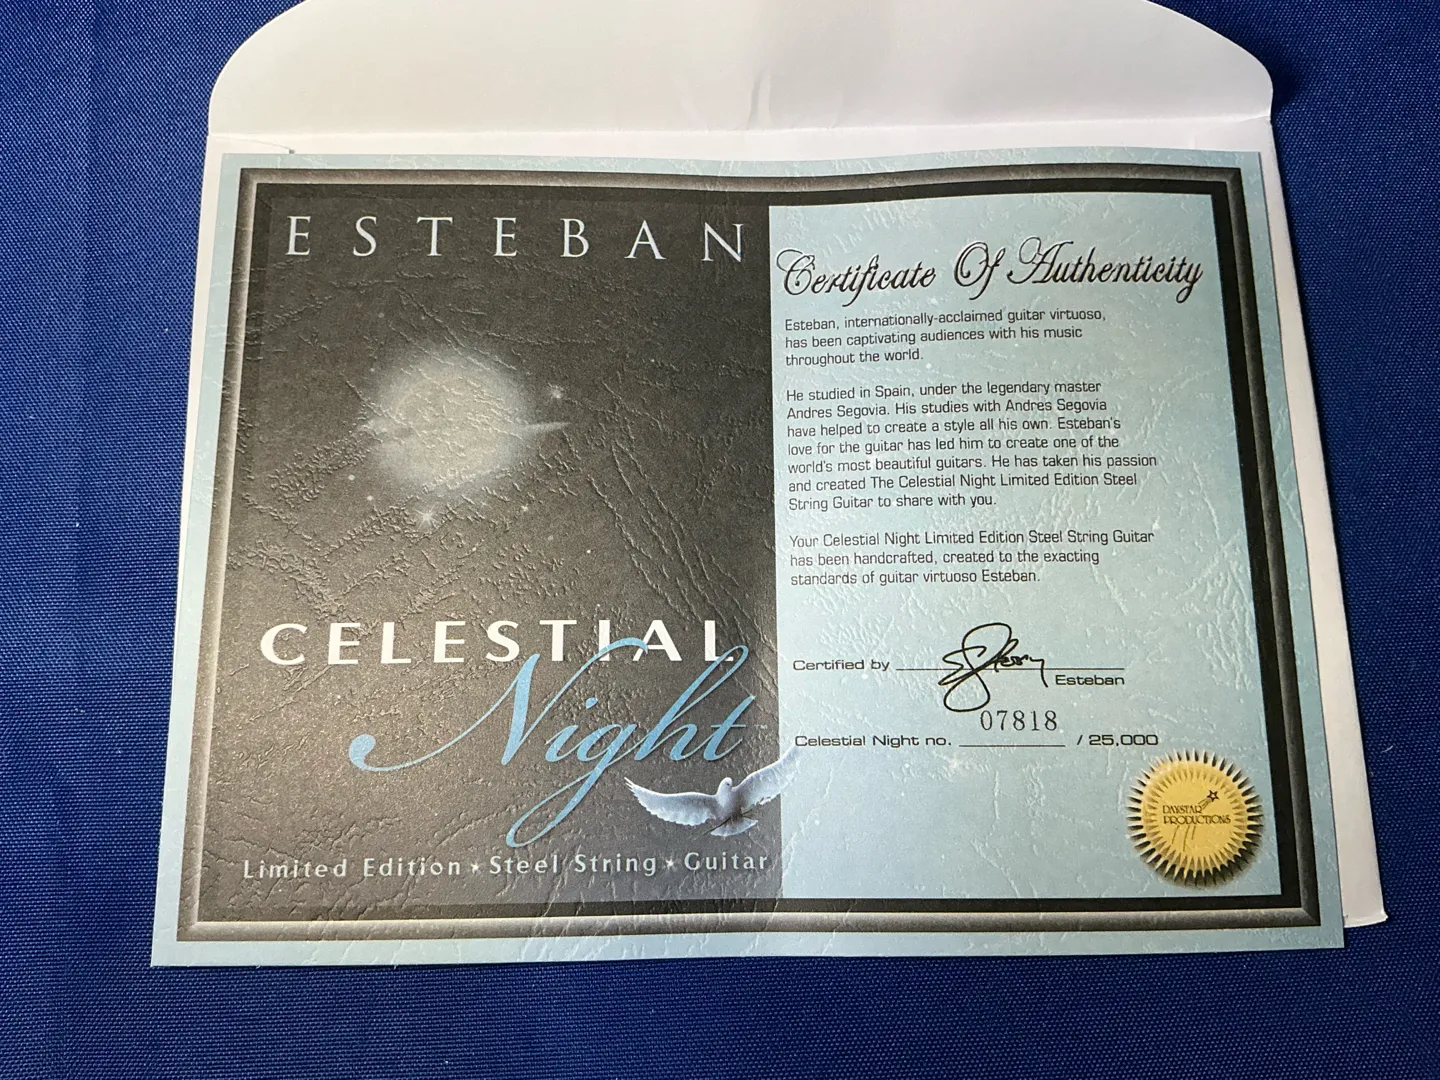 ESTEBAN
CELESTIAL
Night
Limited Edition ★ Steel String ★ Guitar
Certificate Of Authenticity
Esteban, internationally-acclaimed guitar virtuoso,
has been captivating audiences with his music
throughout the world.
He studied in Spain, under the legendary master
Andres Segovia. His studies with Andres Segovia
have helped to create a style all his own. Esteban's
love for the guitar has led him to create one of the
world's most beautiful guitars. He has taken his passion
and created The Celestial Night Limited Edition Steel
String Guitar to share with you.
Your Celestial Night Limited Edition Steel String Guitar
has been handcrafted, created to the exacting
standards of guitar virtuoso Esteban.
Certified by
Esteban
07818
Celestial Night no. / 25,000
DAYSTAR
PRODUCTIONS